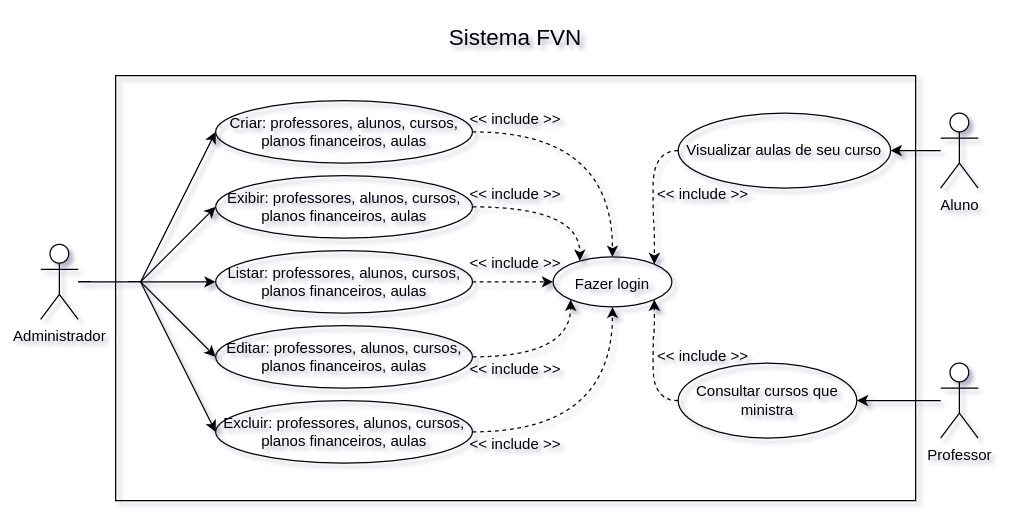 Sistema FVN
Criar: professores, alunos, cursos,
planos financeiros, aulas
<< include >>
Exibir: professores, alunos, cursos,
planos financeiros, aulas
<< include >>
Listar: professores, alunos, cursos,
planos financeiros, aulas
<< include >>
Editar: professores, alunos, cursos,
planos financeiros, aulas
<< include >>
Excluir: professores, alunos, cursos,
planos financeiros, aulas
<< include >>
Administrador
Fazer login
Visualizar aulas de seu curso
<< include >>
Aluno
<< include >>
Consultar cursos que
ministra
Professor